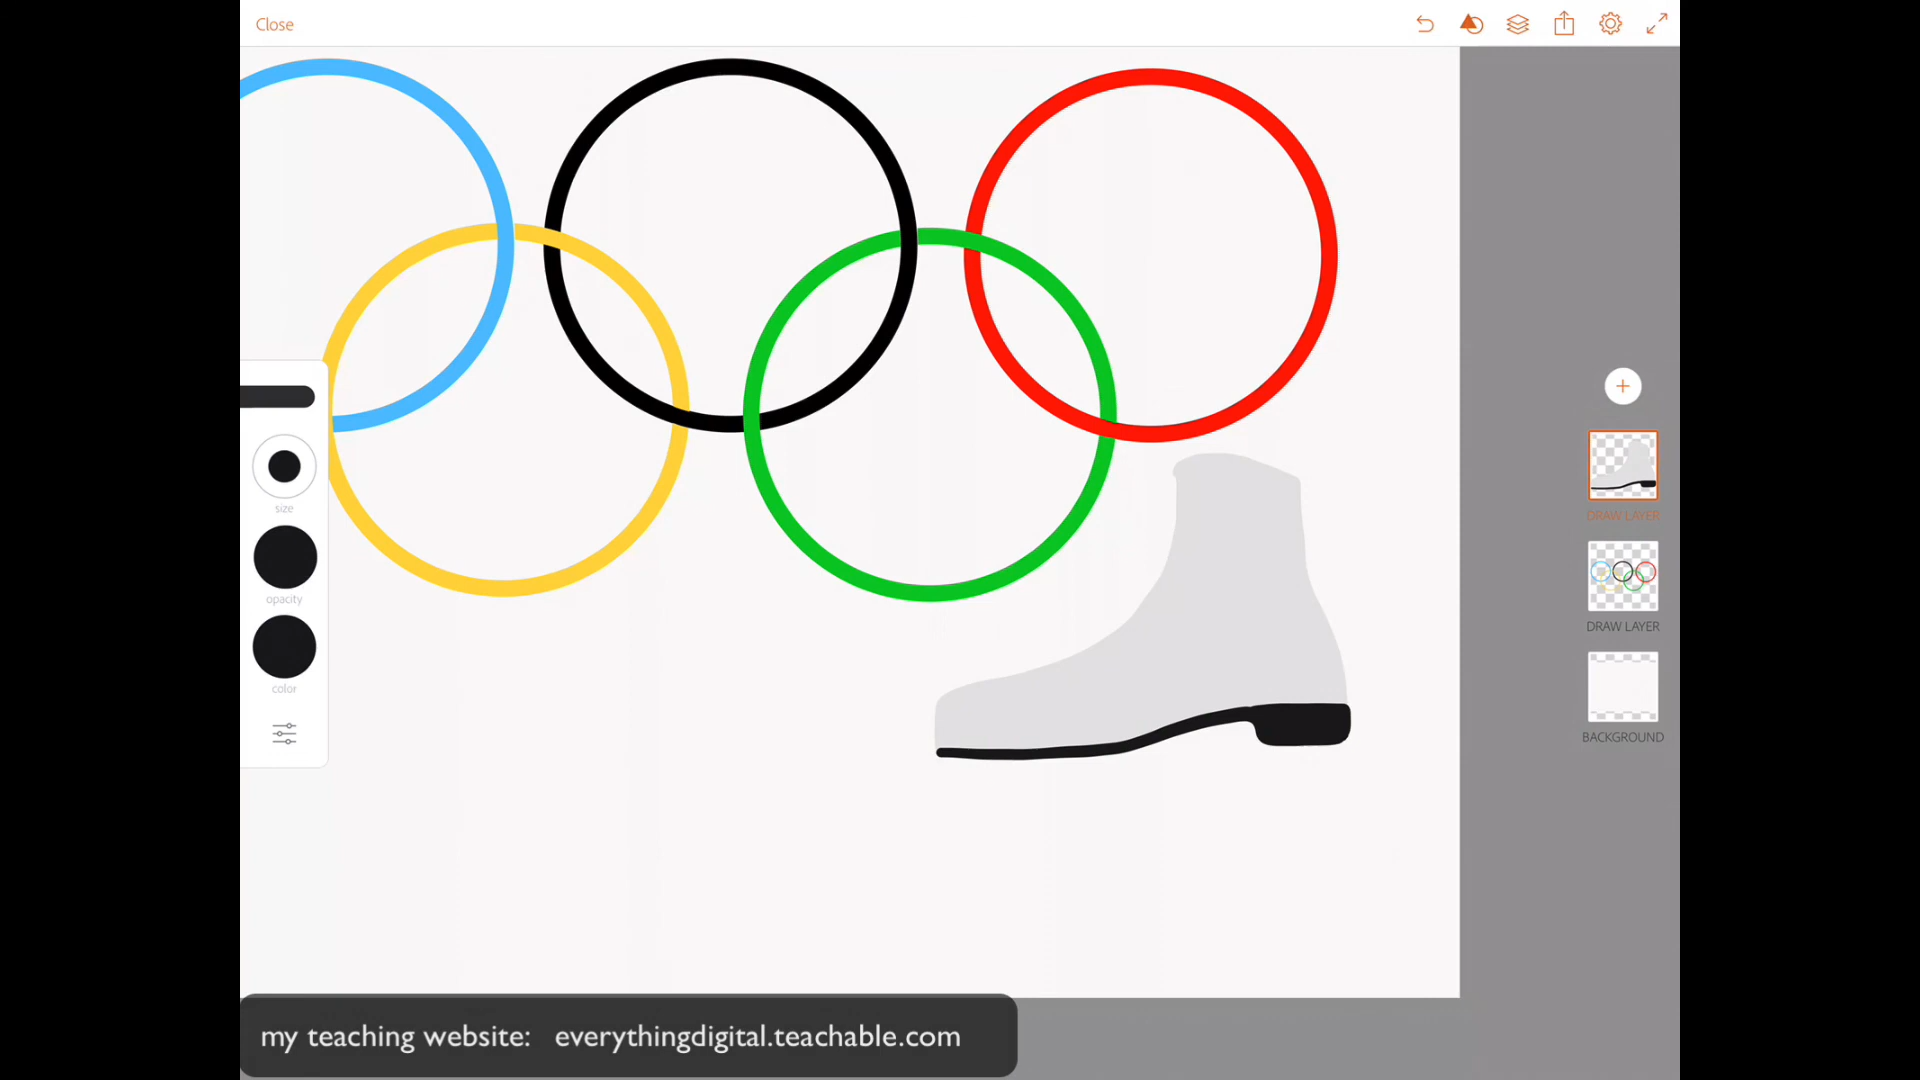 Close
size
opacity
color
DRAW LAYER
DRAW LAYER
BACKGROUND
my teaching website: everythingdigital.teachable.com